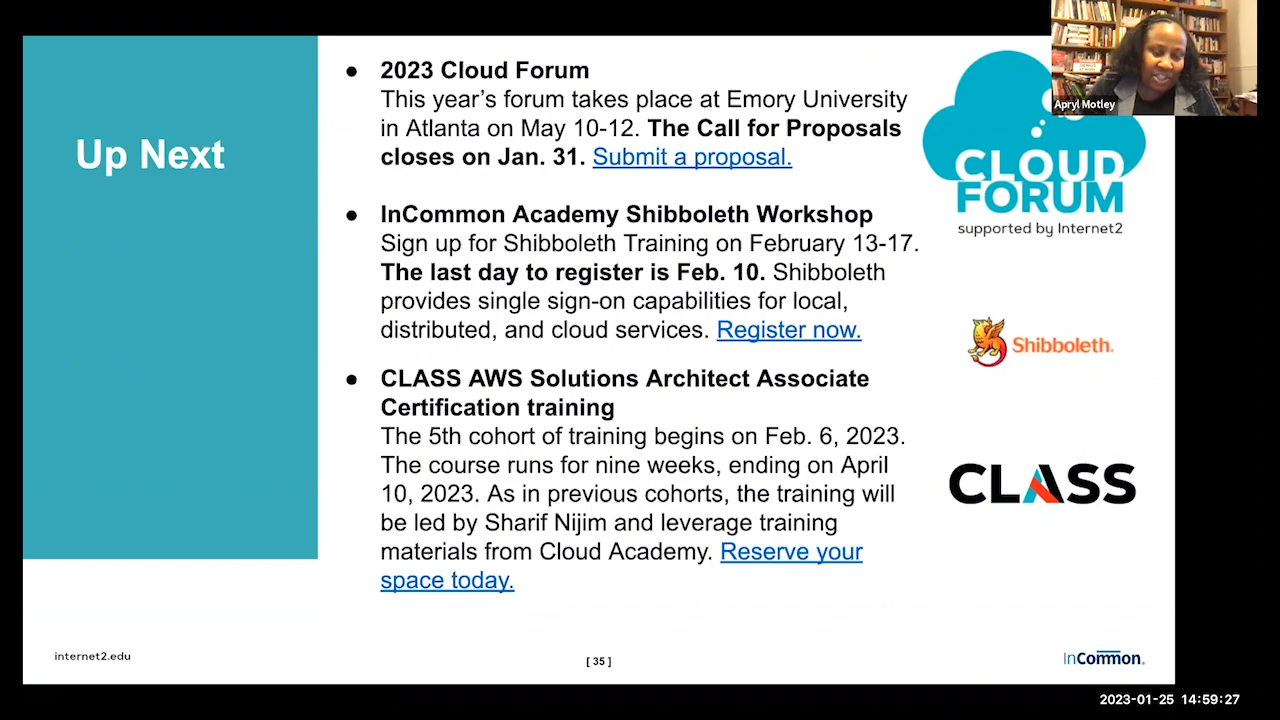 Apryl Motley
Up Next
● 2023 Cloud Forum
This year's forum takes place at Emory University
in Atlanta on May 10-12. The Call for Proposals
closes on Jan. 31. Submit a proposal.
● InCommon Academy Shibboleth Workshop
Sign up for Shibboleth Training on February 13-17.
The last day to register is Feb. 10. Shibboleth
provides single sign-on capabilities for local,
distributed, and cloud services. Register now.
● CLASS AWS Solutions Architect Associate
Certification training
The 5th cohort of training begins on Feb. 6, 2023.
The course runs for nine weeks, ending on April
10, 2023. As in previous cohorts, the training will
be led by Sharif Nijim and leverage training
materials from Cloud Academy. Reserve your
space today.
CLOUD
FORUM
supported by Internet2
Shibboleth.
CLASS
internet2.edu
[ 35 ]
InCommon.
2023-01-25 14:59:27